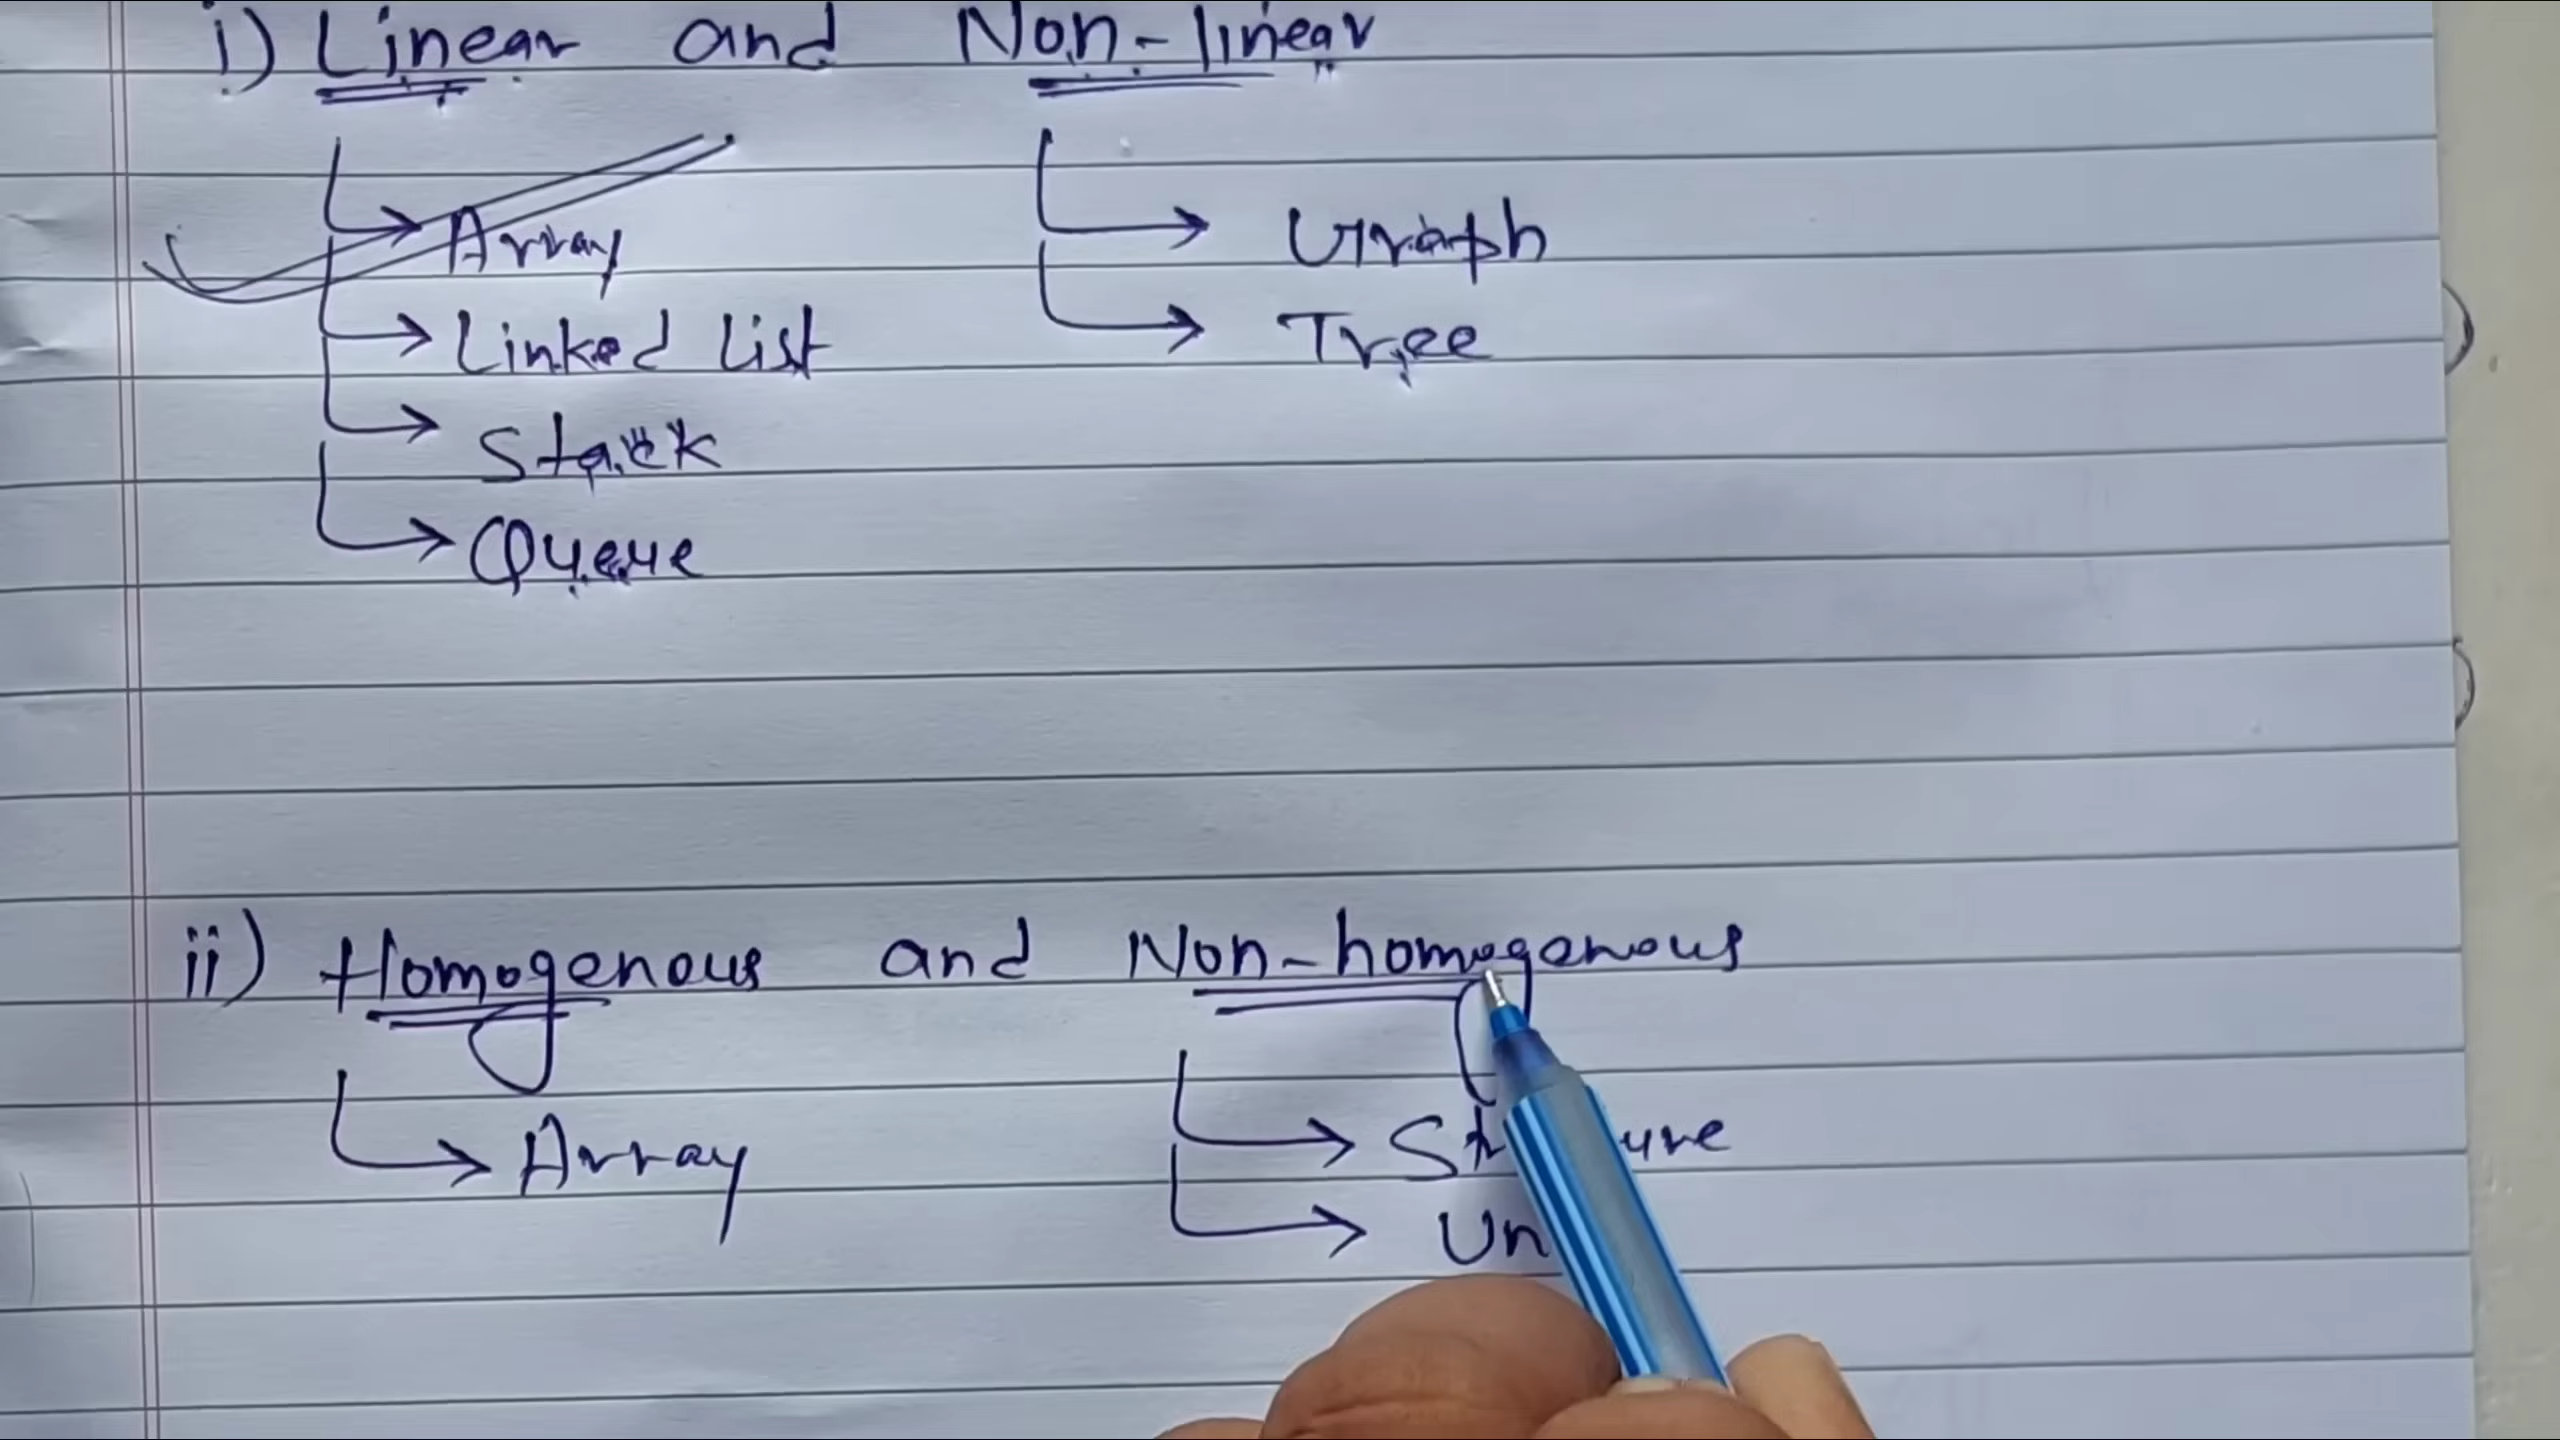 i) Linear and Non-linear
Array Graph
Linked List Tree
Stack
Queue
ii) Homogenous and Non-homogenous
Array